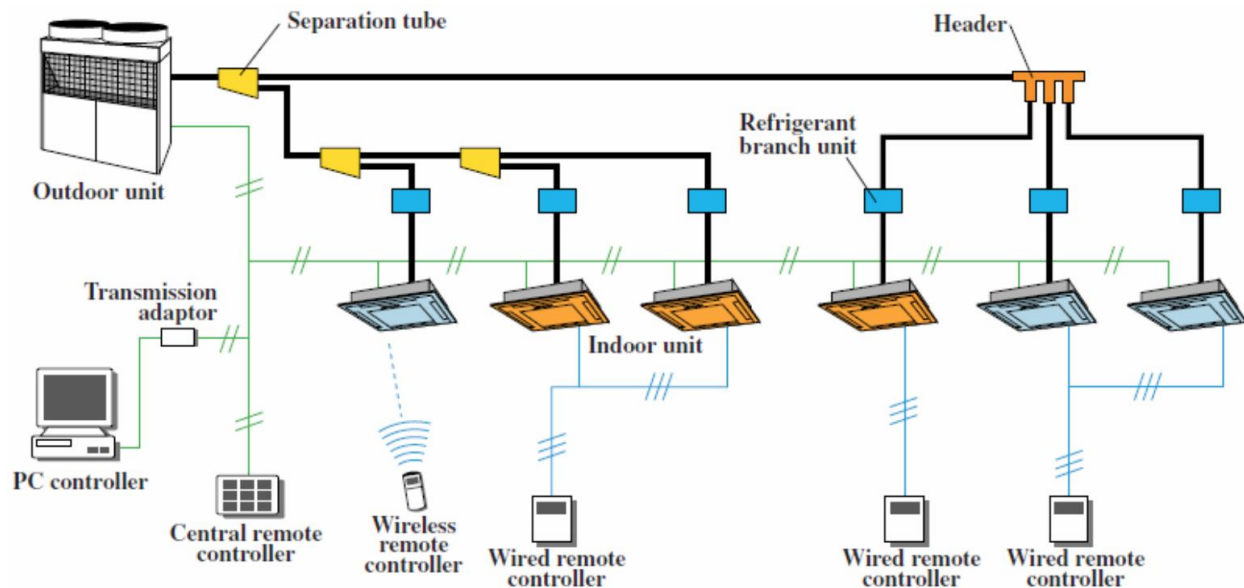 Separation tube
Header
Refrigerant
branch unit
Outdoor unit
Transmission
adaptor
Indoor unit
PC controller
Central remote
controller
Wireless
remote
controller
Wired remote
controller
Wired remote
controller
Wired remote
controller